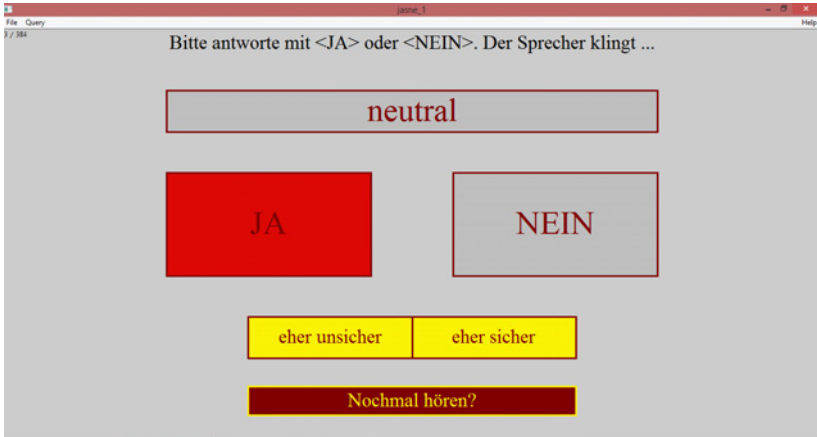 jasne_1
File Query Help
3 / 384
Bitte antworte mit <JA> oder <NEIN>. Der Sprecher klingt ...
neutral
JA NEIN
eher unsicher eher sicher
Nochmal hören?